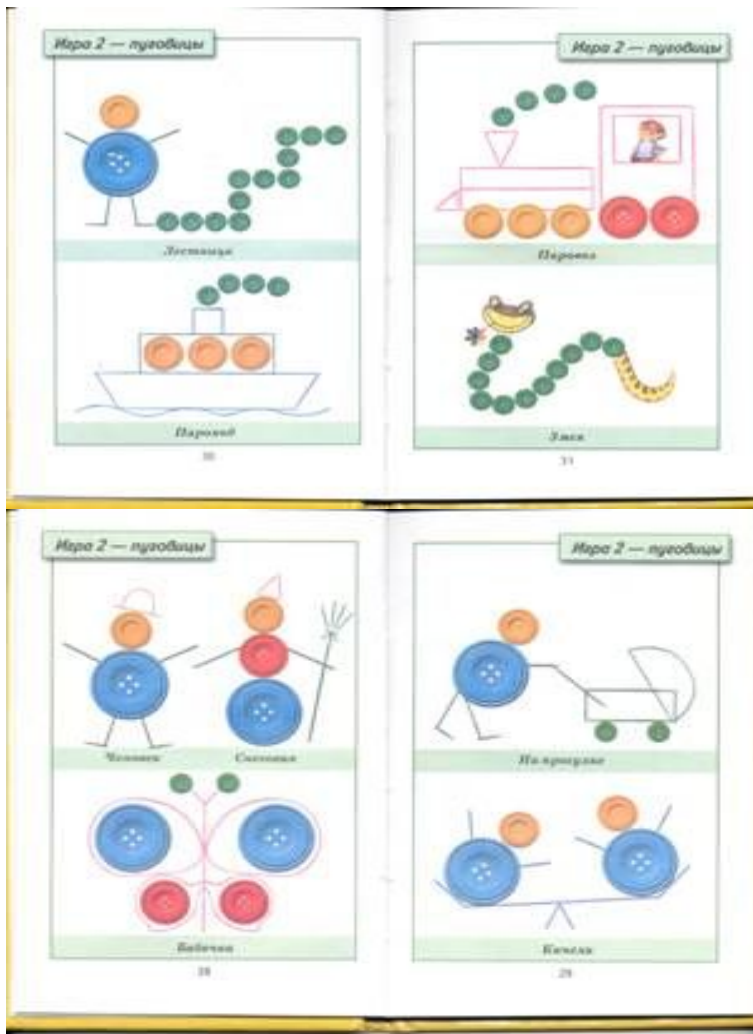 Игра 2 — пуговицы
Лестница
Пароход
30
Игра 2 — пуговицы
Паровоз
Змея
31
Игра 2 — пуговицы
Человек
Снеговик
Бабочка
28
Игра 2 — пуговицы
На прогулке
Качели
29